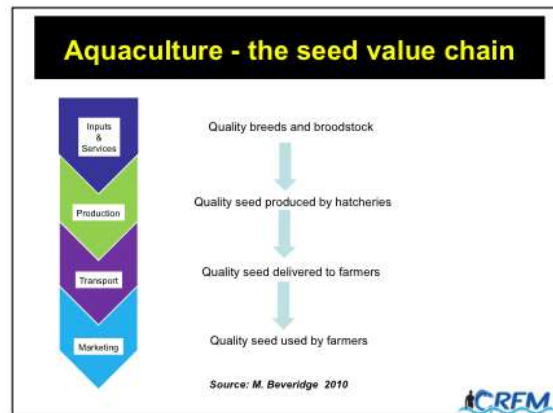 Aquaculture - the seed value chain
Inputs
&
Services
Quality breeds and broodstock
Production
Quality seed produced by hatcheries
Transport
Quality seed delivered to farmers
Marketing
Quality seed used by farmers
Source: M. Beveridge 2010
CRFM